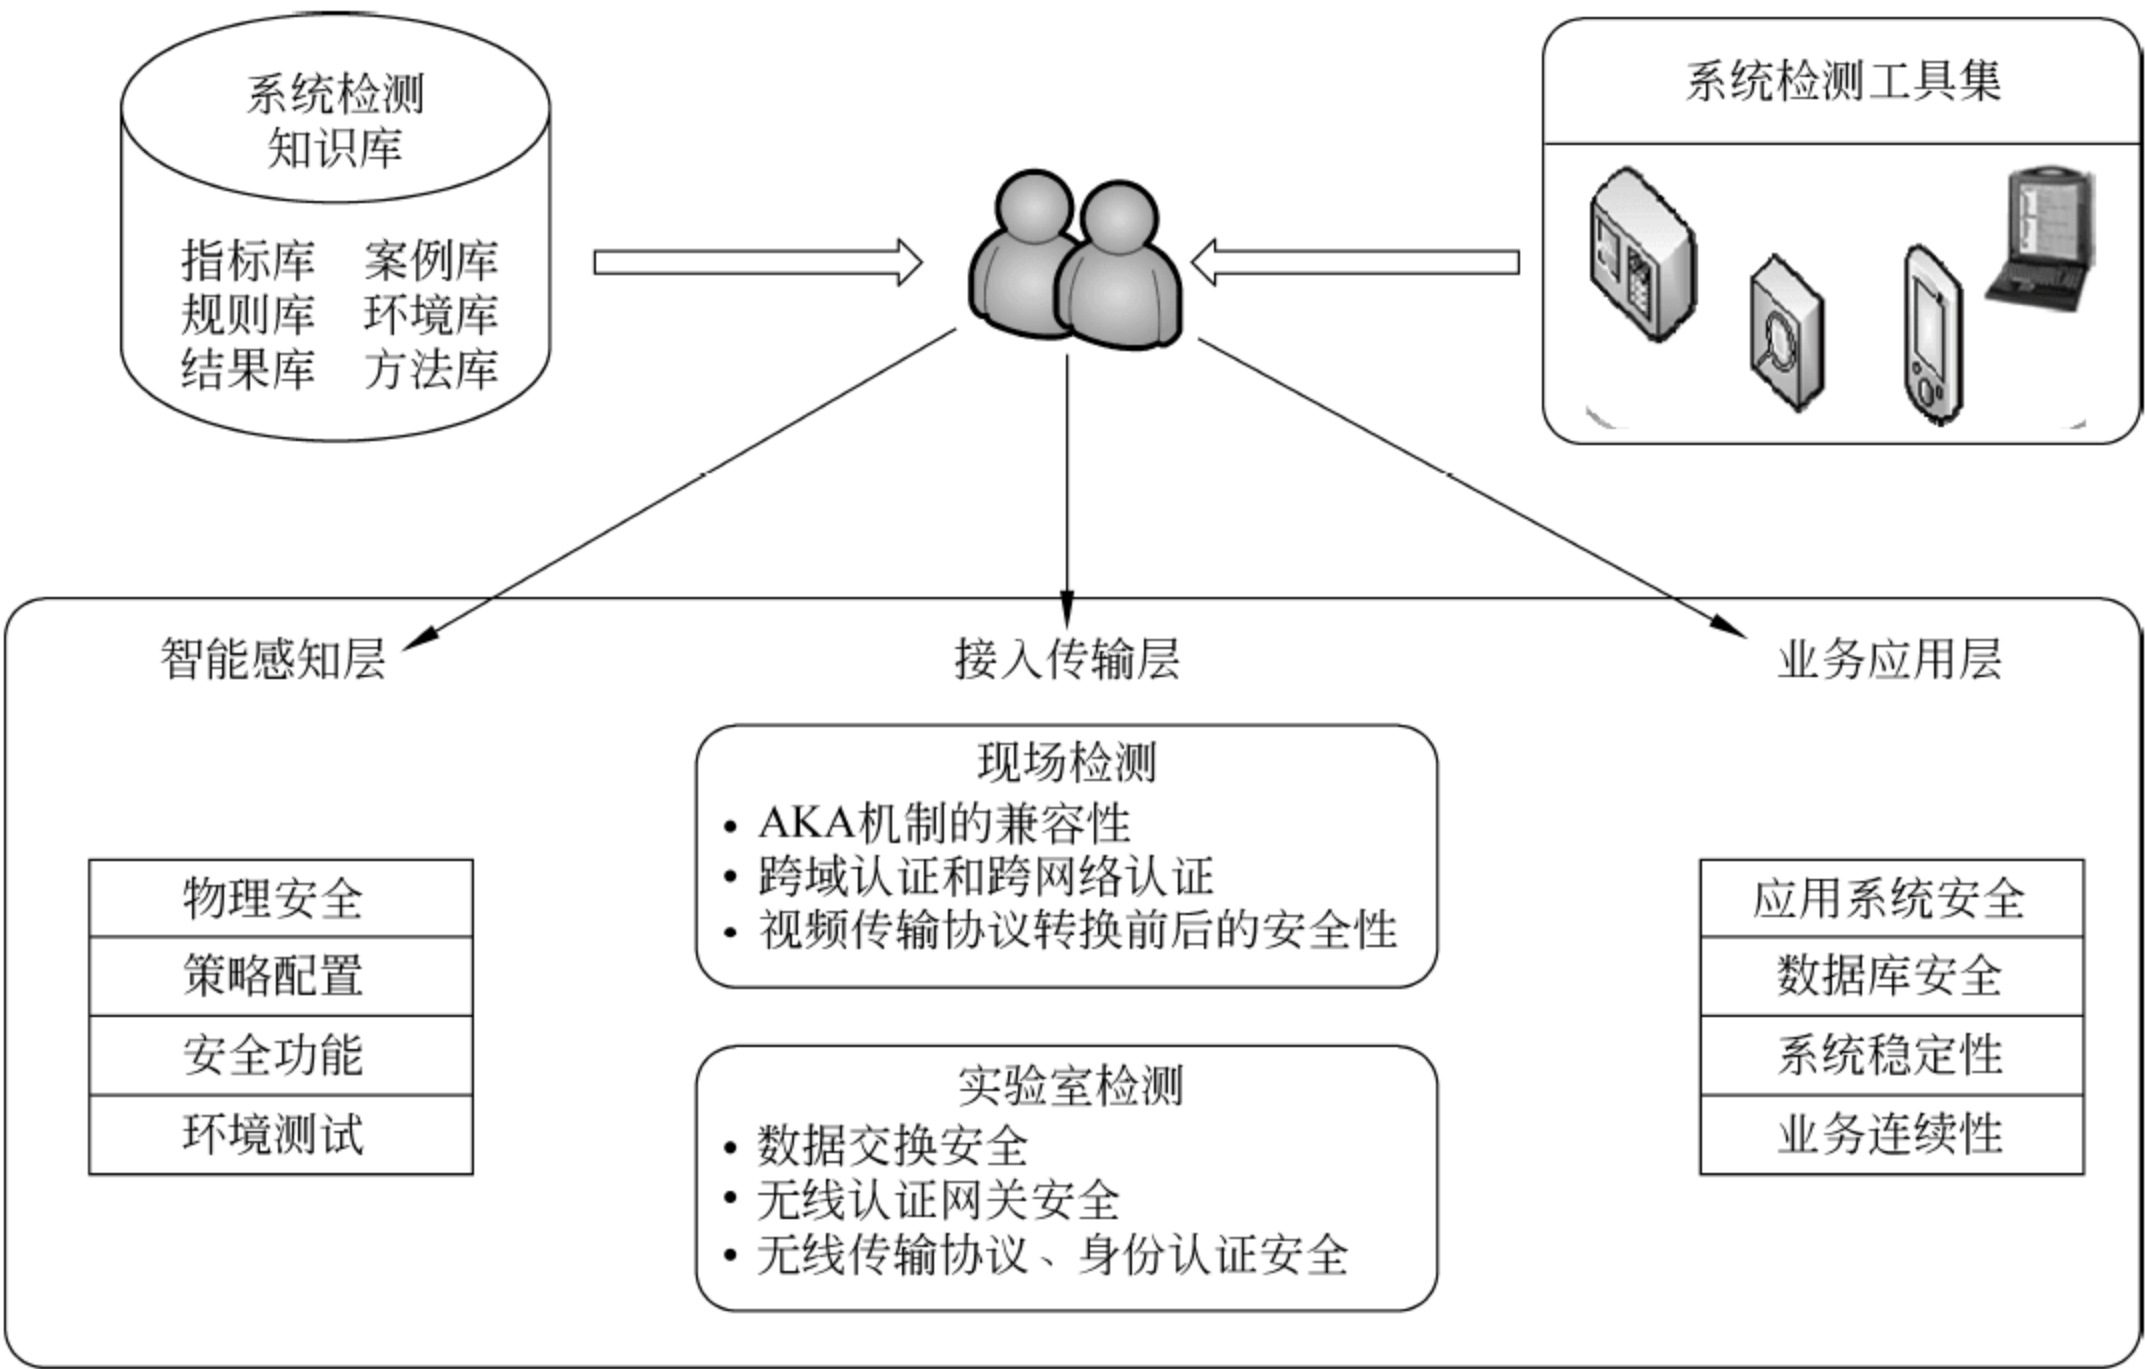 系统检测
知识库
指标库 案例库
规则库 环境库
结果库 方法库
系统检测工具集
智能感知层
接入传输层
业务应用层
物理安全
策略配置
安全功能
环境测试
现场检测
• AKA机制的兼容性
• 跨域认证和跨网络认证
• 视频传输协议转换前后的安全性
实验室检测
• 数据交换安全
• 无线认证网关安全
• 无线传输协议、身份认证安全
应用系统安全
数据库安全
系统稳定性
业务连续性